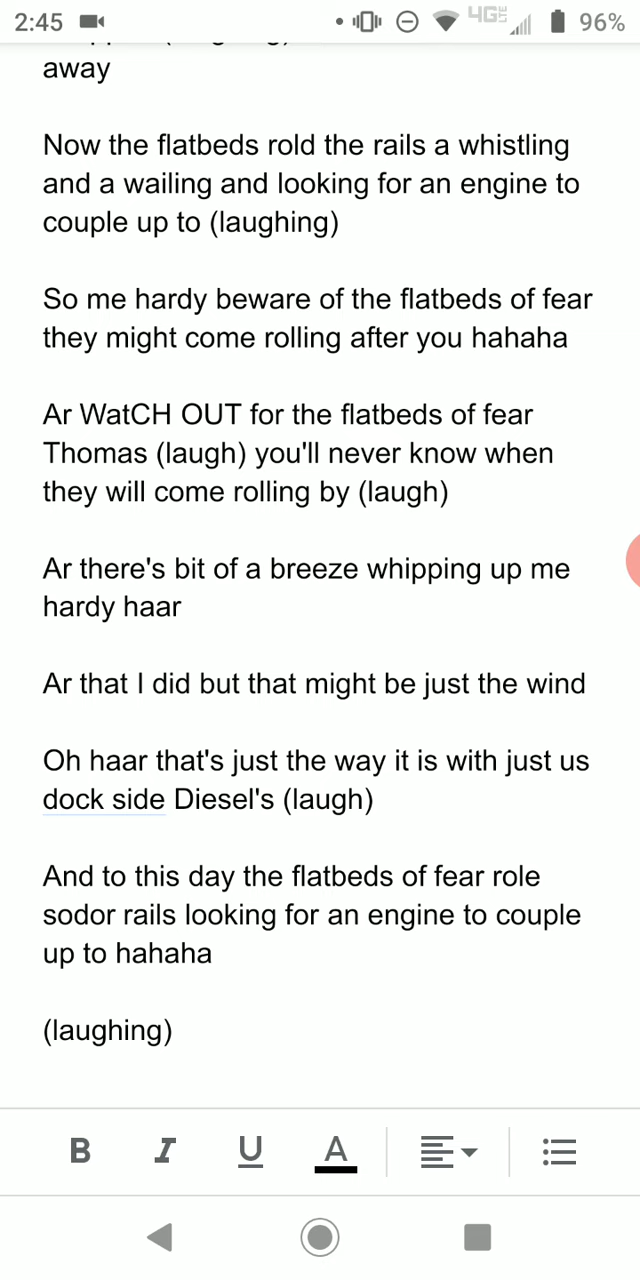 2:45
4G
96%
away
Now the flatbeds rold the rails a whistling
and a wailing and looking for an engine to
couple up to (laughing)
So me hardy beware of the flatbeds of fear
they might come rolling after you hahaha
Ar WatCH OUT for the flatbeds of fear
Thomas (laugh) you'll never know when
they will come rolling by (laugh)
Ar there's bit of a breeze whipping up me
hardy haar
Ar that I did but that might be just the wind
Oh haar that's just the way it is with just us
dock side Diesel's (laugh)
And to this day the flatbeds of fear role
sodor rails looking for an engine to couple
up to hahaha
(laughing)
B I U A